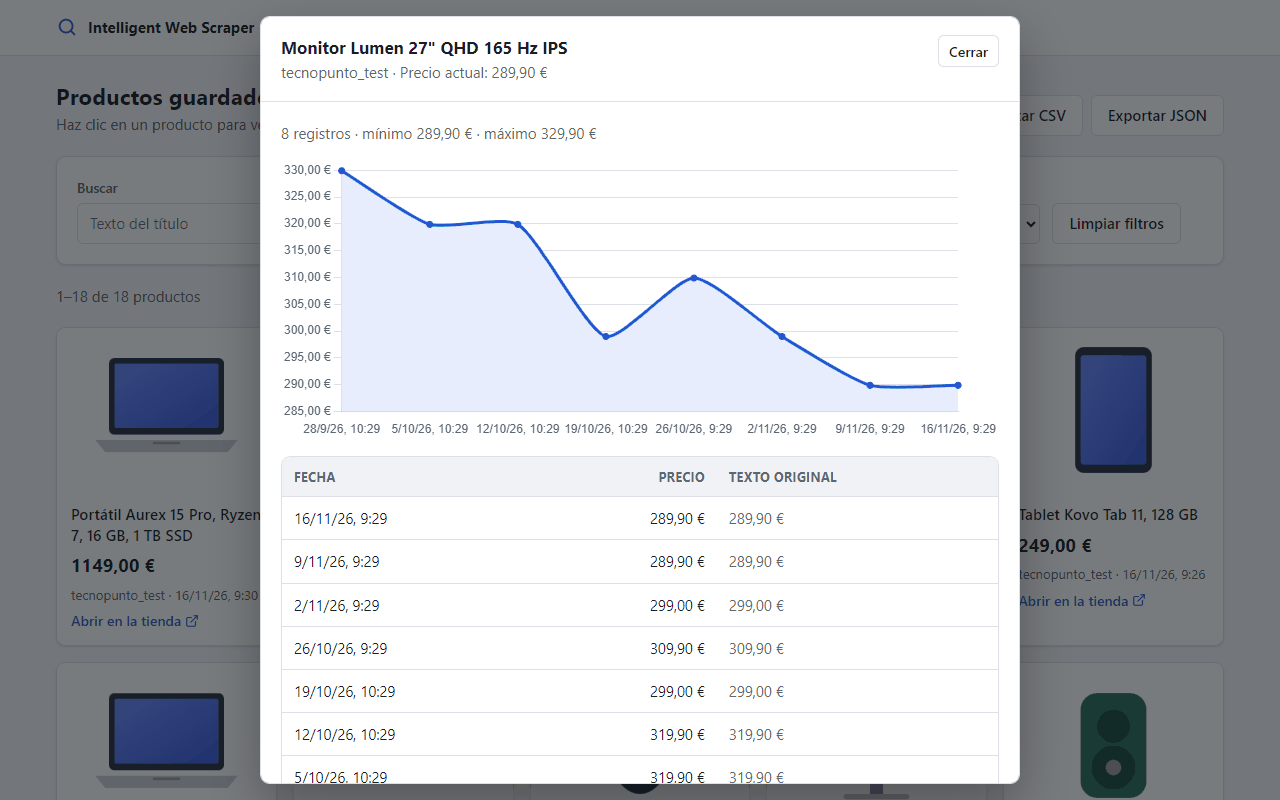 Intelligent Web Scraper
Productos guardad
Haz clic en un producto para v
ar CSV
Exportar JSON
Buscar
Texto del título
Limpiar filtros
1–18 de 18 productos
Monitor Lumen 27" QHD 165 Hz IPS
tecnopunto_test · Precio actual: 289,90 €
Cerrar
8 registros · mínimo 289,90 € · máximo 329,90 €
330,00 €
325,00 €
320,00 €
315,00 €
310,00 €
305,00 €
300,00 €
295,00 €
290,00 €
285,00 €
28/9/26, 10:29 5/10/26, 10:29 12/10/26, 10:29 19/10/26, 10:29 26/10/26, 9:29 2/11/26, 9:29 9/11/26, 9:29 16/11/26, 9:29
FECHA PRECIO TEXTO ORIGINAL
16/11/26, 9:29 289,90 € 289,90 €
9/11/26, 9:29 289,90 € 289,90 €
2/11/26, 9:29 299,00 € 299,00 €
26/10/26, 9:29 309,90 € 309,90 €
19/10/26, 10:29 299,00 € 299,00 €
12/10/26, 10:29 319,90 € 319,90 €
5/10/26, 10:29 319,90 € 319,90 €
Portátil Aurex 15 Pro, Ryzen
7, 16 GB, 1 TB SSD
1149,00 €
tecnopunto_test · 16/11/26, 9:30
Abrir en la tienda
Tablet Kovo Tab 11, 128 GB
249,00 €
tecnopunto_test · 16/11/26, 9:26
Abrir en la tienda